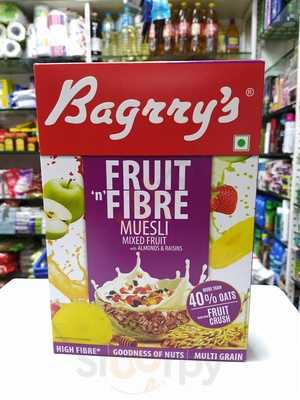 Bagrry's®
FRUIT
'n' FIBRE
MUESLI
MIXED FRUIT
with ALMONDS & RAISINS
MORE THAN
40% OATS
FRUIT
CRUSH
HIGH FIBRE*
GOODNESS OF NUTS
MULTI GRAIN